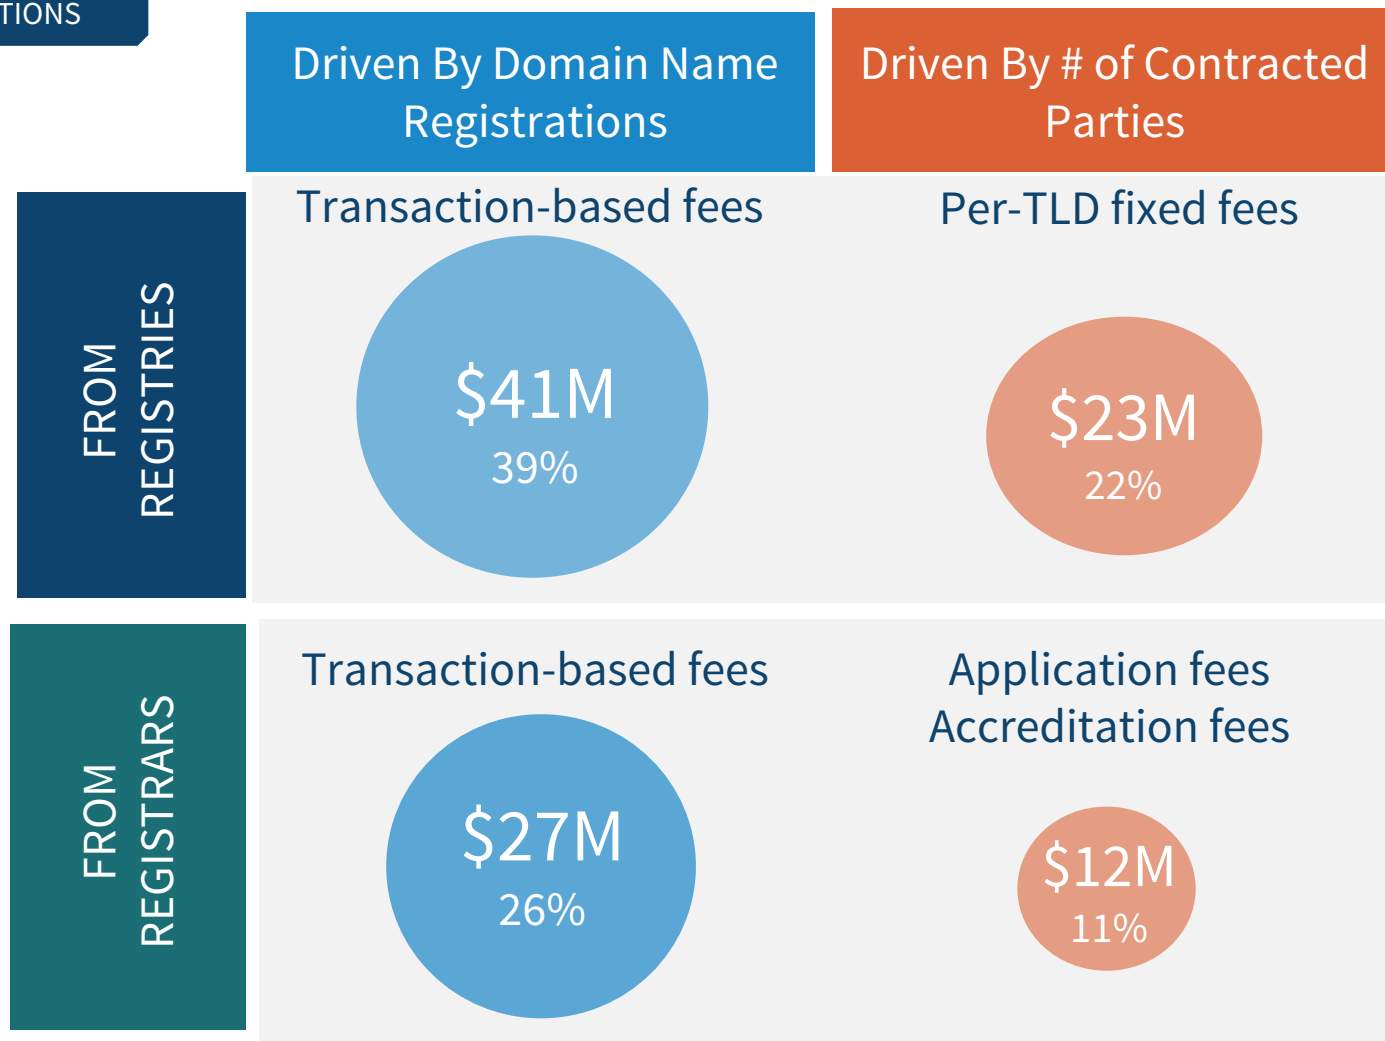 TIONS
Driven By Domain Name
Registrations
Driven By # of Contracted
Parties
FROM
REGISTRIES
Transaction-based fees
$41M
39%
Per-TLD fixed fees
$23M
22%
FROM
REGISTRARS
Transaction-based fees
$27M
26%
Application fees
Accreditation fees
$12M
11%